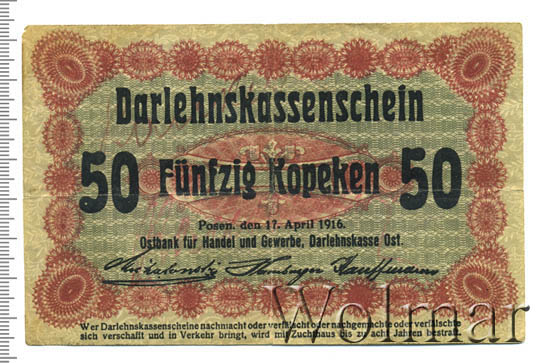 Darlehnskassenschein
50 Fünfzig Kopeken 50
Posen, den 17. April 1916.
Ostbank für Handel und Gewerbe, Darlehnskasse Ost.
Kauffmann
Wer Darlehnskassenscheine nachmacht oder verfälscht oder nachgemachte oder verfälschte
sich verschafft und in Verkehr bringt, wird mit Zuchthaus bis zu acht Jahren bestraft.
Wolmar